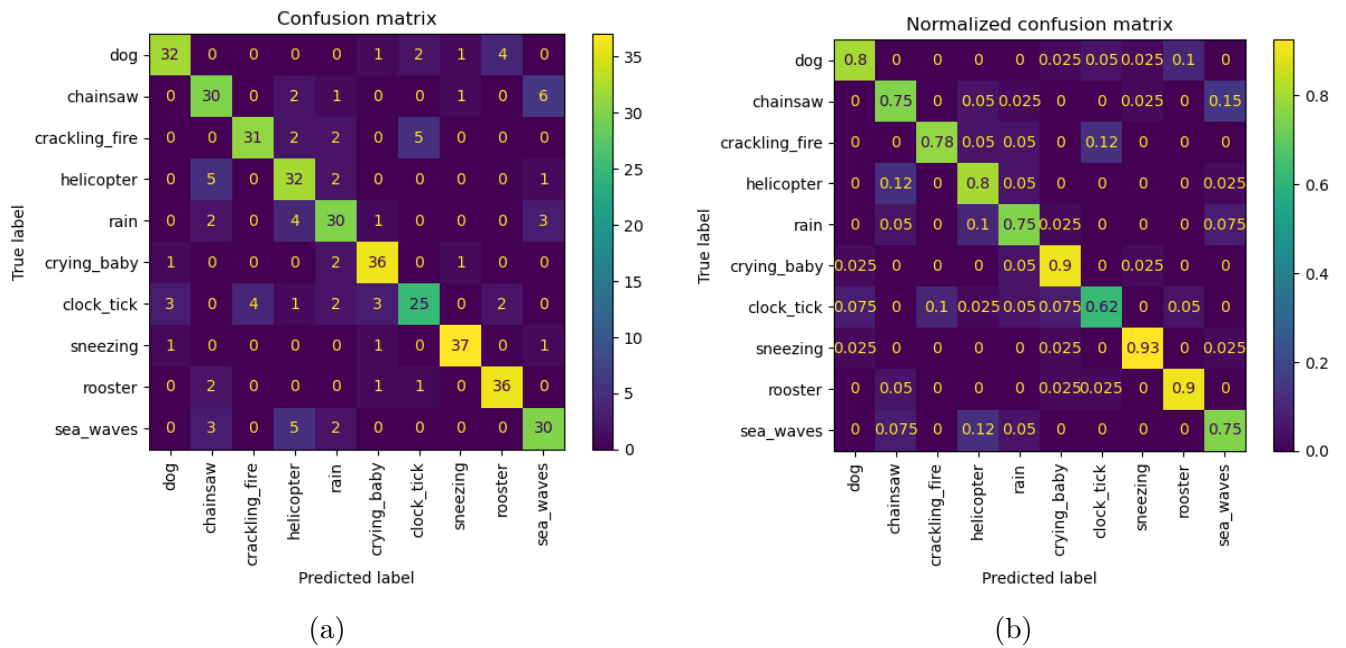 Confusion matrix
dog 32 0 0 0 0 1 2 1 4 0
chainsaw 0 30 0 2 1 0 0 1 0 6
crackling_fire 0 0 31 2 2 0 5 0 0 0
helicopter 0 5 0 32 2 0 0 0 0 1
rain 0 2 0 4 30 1 0 0 0 3
crying_baby 1 0 0 0 2 36 0 1 0 0
clock_tick 3 0 4 1 2 3 25 0 2 0
sneezing 1 0 0 0 0 1 0 37 0 1
rooster 0 2 0 0 0 1 1 0 36 0
sea_waves 0 3 0 5 2 0 0 0 0 30
True label
dog chainsaw crackling_fire helicopter rain crying_baby clock_tick sneezing rooster sea_waves
Predicted label
35
30
25
20
15
10
5
0
(a)
Normalized confusion matrix
dog 0.8 0 0 0 0 0.025 0.05 0.025 0.1 0
chainsaw 0 0.75 0 0.05 0.025 0 0 0.025 0 0.15
crackling_fire 0 0 0.78 0.05 0.05 0 0.12 0 0 0
helicopter 0 0.12 0 0.8 0.05 0 0 0 0 0.025
rain 0 0.05 0 0.1 0.75 0.025 0 0 0 0.075
crying_baby 0.025 0 0 0 0.05 0.9 0 0.025 0 0
clock_tick 0.075 0 0.1 0.025 0.05 0.075 0.62 0 0.05 0
sneezing 0.025 0 0 0 0 0.025 0 0.93 0 0.025
rooster 0 0.05 0 0 0 0.025 0.025 0 0.9 0
sea_waves 0 0.075 0 0.12 0.05 0 0 0 0 0.75
True label
dog chainsaw crackling_fire helicopter rain crying_baby clock_tick sneezing rooster sea_waves
Predicted label
0.8
0.6
0.4
0.2
0.0
(b)